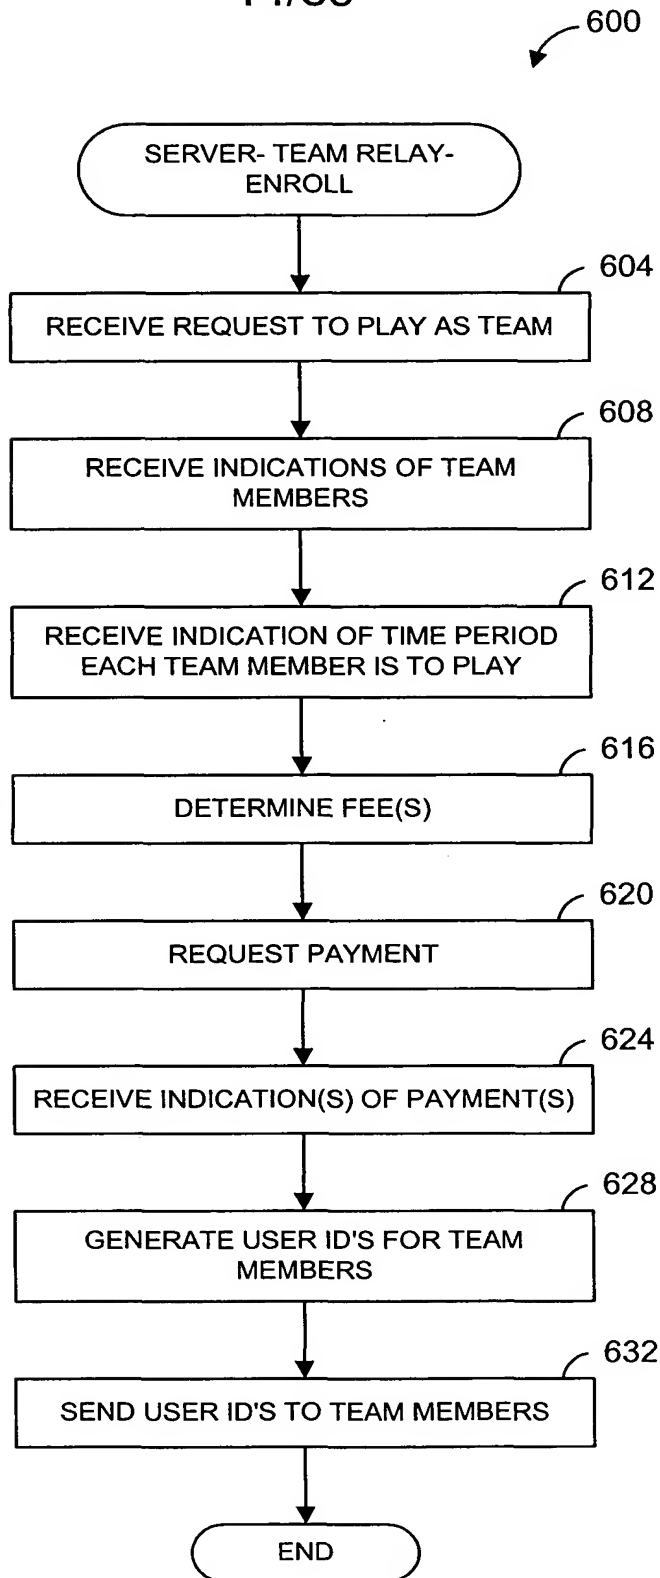 600
SERVER- TEAM RELAY-
ENROLL
604
RECEIVE REQUEST TO PLAY AS TEAM
608
RECEIVE INDICATIONS OF TEAM
MEMBERS
612
RECEIVE INDICATION OF TIME PERIOD
EACH TEAM MEMBER IS TO PLAY
616
DETERMINE FEE(S)
620
REQUEST PAYMENT
624
RECEIVE INDICATION(S) OF PAYMENT(S)
628
GENERATE USER ID'S FOR TEAM
MEMBERS
632
SEND USER ID'S TO TEAM MEMBERS
END